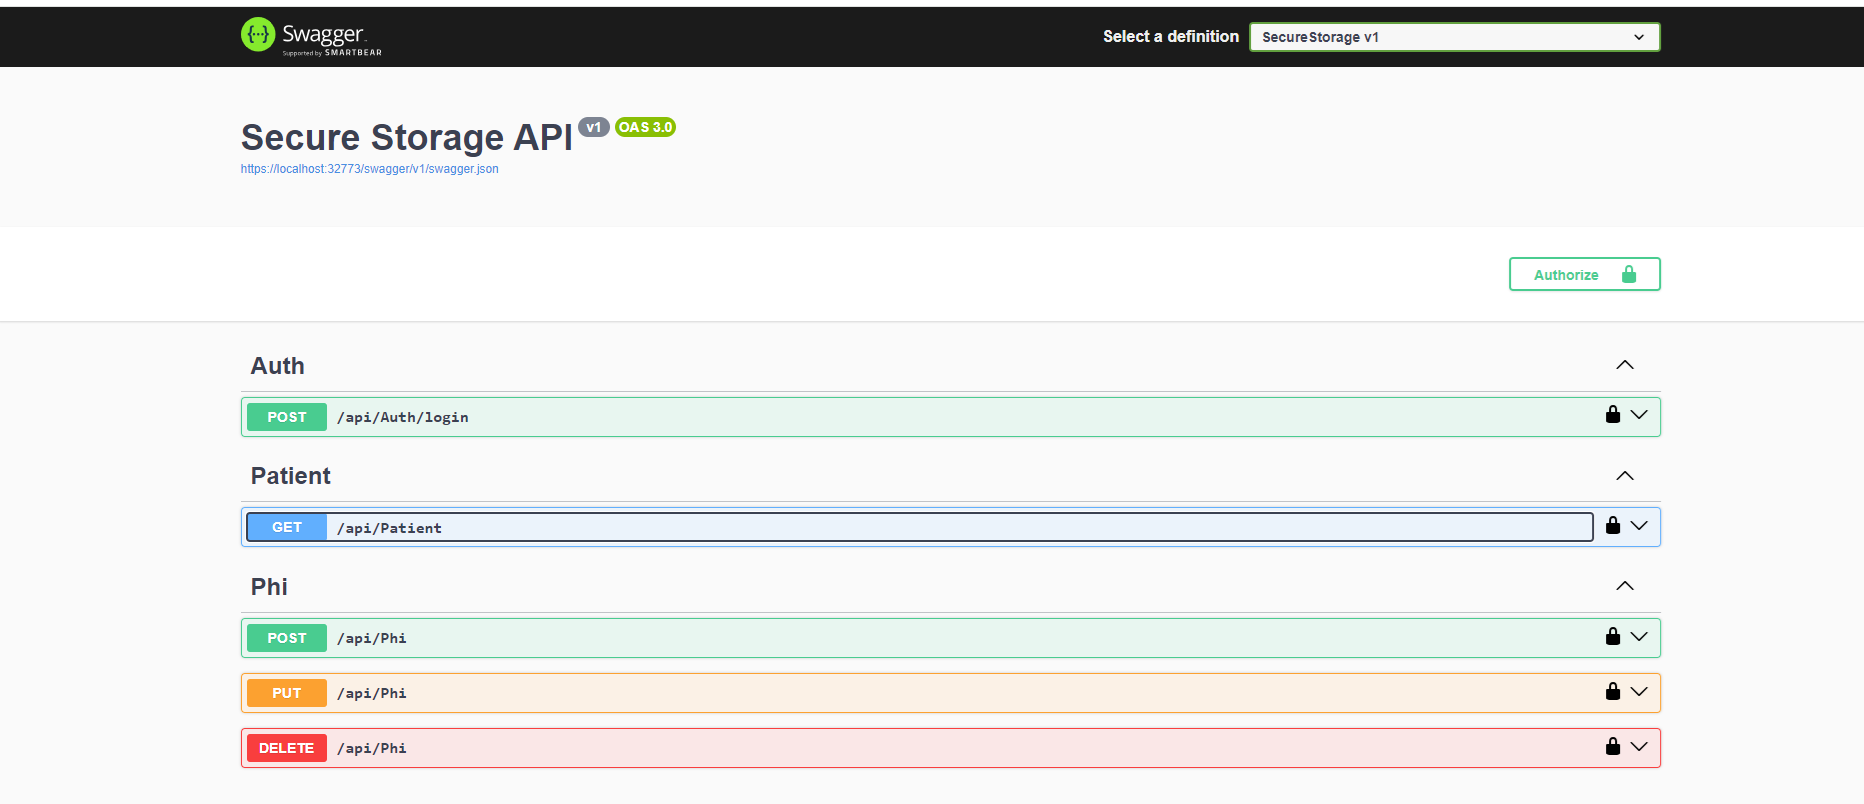 Swagger
Supported by SMARTBEAR
Select a definition
SecureStorage v1
Secure Storage API v1 OAS 3.0
https://localhost:32773/swagger/v1/swagger.json
Authorize
Auth
POST /api/Auth/login
Patient
GET /api/Patient
Phi
POST /api/Phi
PUT /api/Phi
DELETE /api/Phi